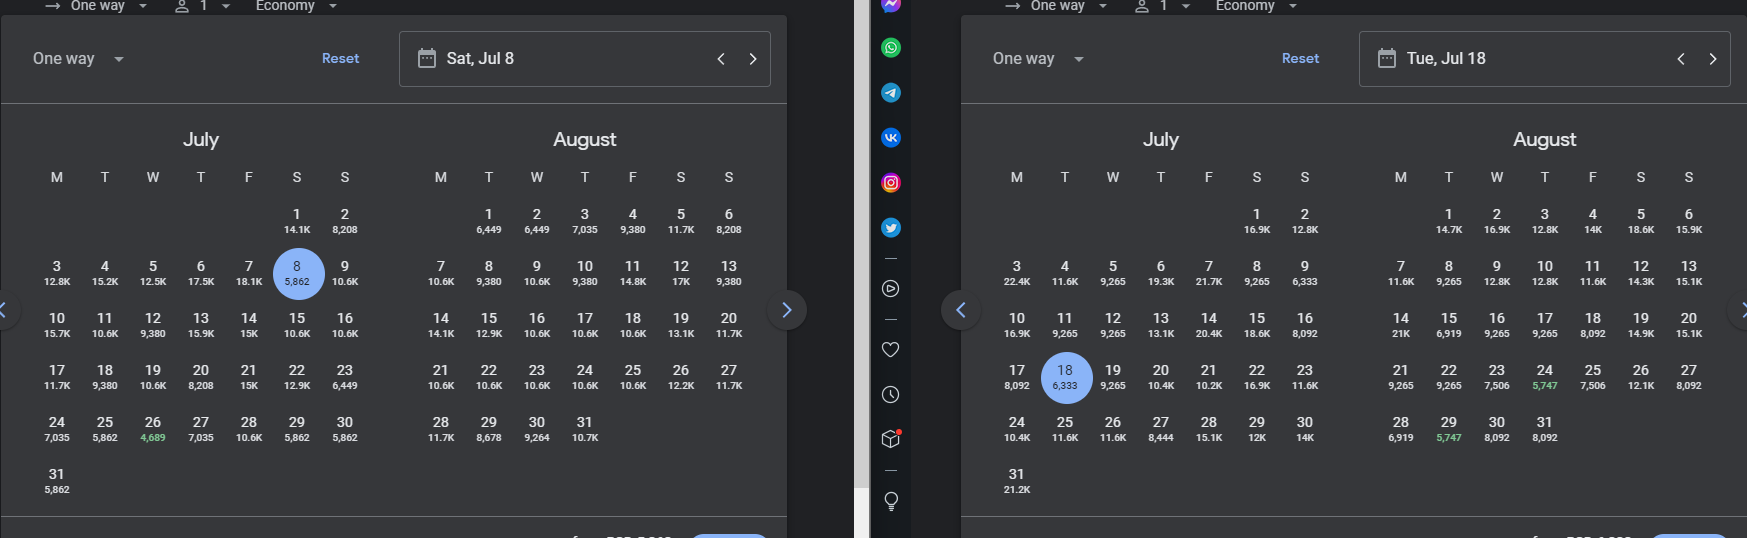 One way 1 Economy
One way Reset Sat, Jul 8
July
M T W T F S S
1 2
14.1K 8,208
3 4 5 6 7 8 9
12.8K 15.2K 12.5K 17.5K 18.1K 5,862 10.6K
10 11 12 13 14 15 16
15.7K 10.6K 9,380 15.9K 15K 10.6K 10.6K
17 18 19 20 21 22 23
11.7K 9,380 10.6K 8,208 15K 12.9K 6,449
24 25 26 27 28 29 30
7,035 5,862 4,689 7,035 10.6K 5,862 5,862
31
5,862
August
M T W T F S S
1 2 3 4 5 6
6,449 6,449 7,035 9,380 11.7K 8,208
7 8 9 10 11 12 13
10.6K 9,380 10.6K 9,380 14.8K 17K 9,380
14 15 16 17 18 19 20
14.1K 12.9K 10.6K 10.6K 10.6K 13.1K 11.7K
21 22 23 24 25 26 27
10.6K 10.6K 10.6K 10.6K 10.6K 12.2K 11.7K
28 29 30 31
11.7K 8,678 9,264 10.7K
One way 1 Economy
One way Reset Tue, Jul 18
July
M T W T F S S
1 2
16.9K 12.8K
3 4 5 6 7 8 9
22.4K 11.6K 9,265 19.3K 21.7K 9,265 6,333
10 11 12 13 14 15 16
16.9K 9,265 9,265 13.1K 20.4K 18.6K 8,092
17 18 19 20 21 22 23
8,092 6,333 9,265 10.4K 10.2K 16.9K 11.6K
24 25 26 27 28 29 30
10.4K 11.6K 11.6K 8,444 15.1K 12K 14K
31
21.2K
August
M T W T F S S
1 2 3 4 5 6
14.7K 16.9K 12.8K 14K 18.6K 15.9K
7 8 9 10 11 12 13
11.6K 9,265 12.8K 12.8K 11.6K 14.3K 15.1K
14 15 16 17 18 19 20
21K 6,919 9,265 9,265 8,092 14.9K 15.1K
21 22 23 24 25 26 27
9,265 9,265 7,506 5,747 7,506 12.1K 8,092
28 29 30 31
6,919 5,747 8,092 8,092